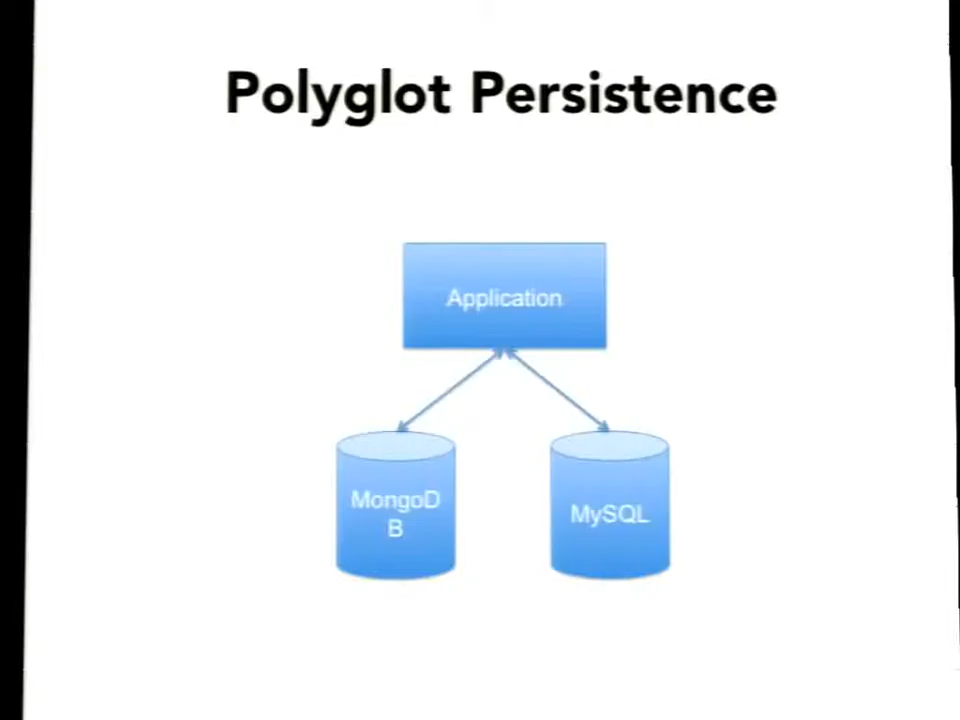 Polyglot Persistence
Application
MongoD
B
MySQL